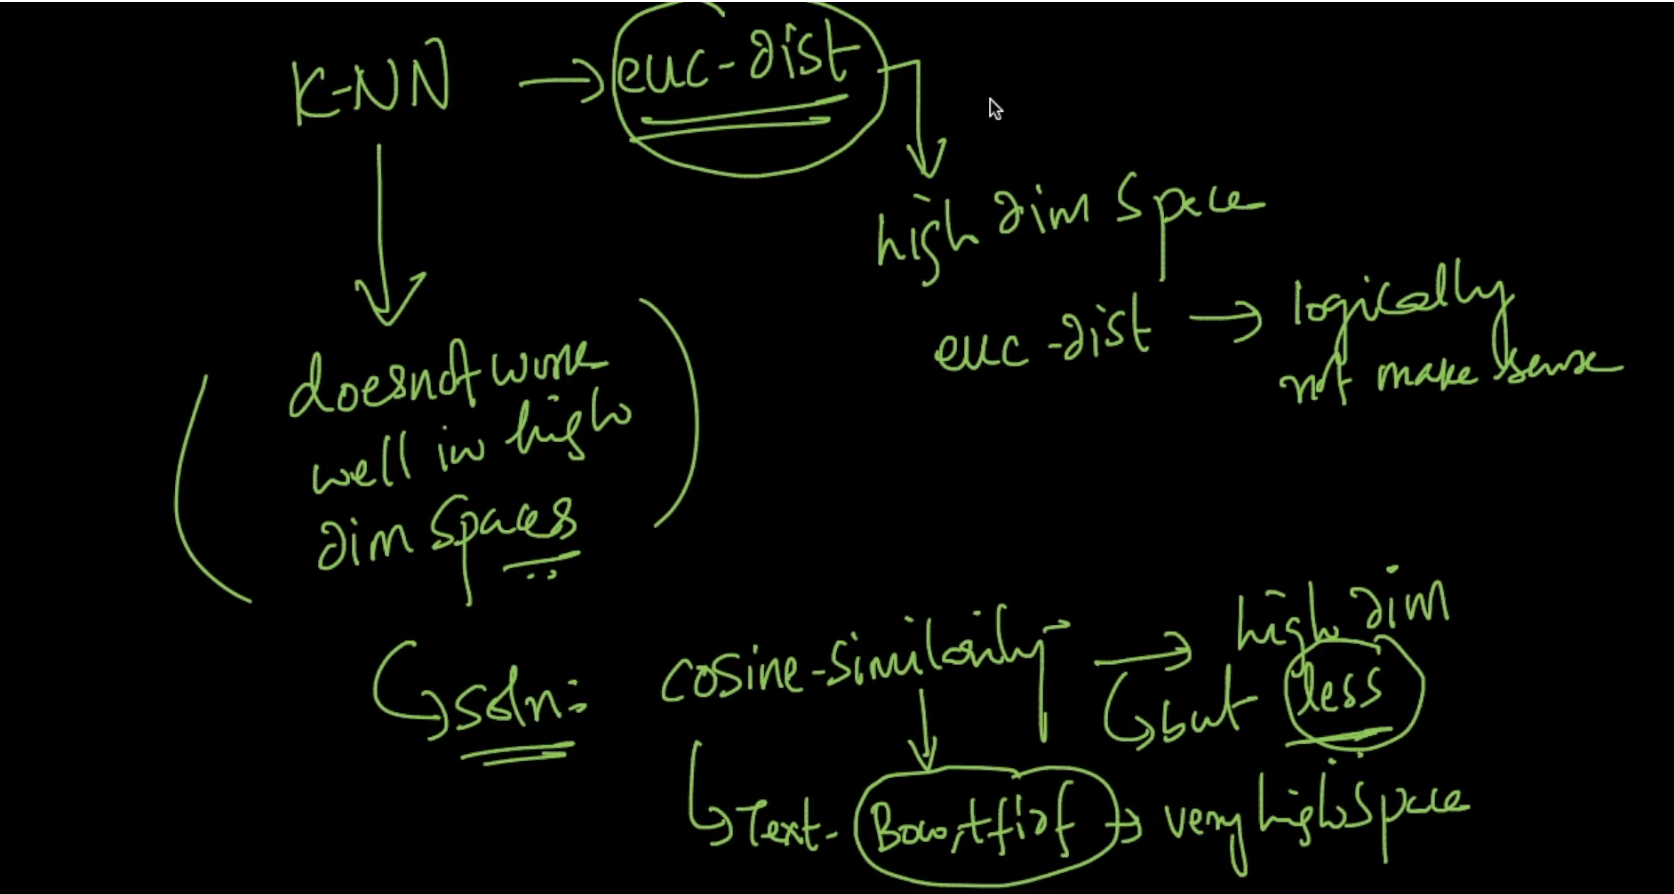 K-NN → euc-dist
high dim space
euc-dist → logically
not make sense
doesnot work
well in high
dim spaces
soln: cosine-similarity → high dim
but less
Text- Bow, tfidf → very high space